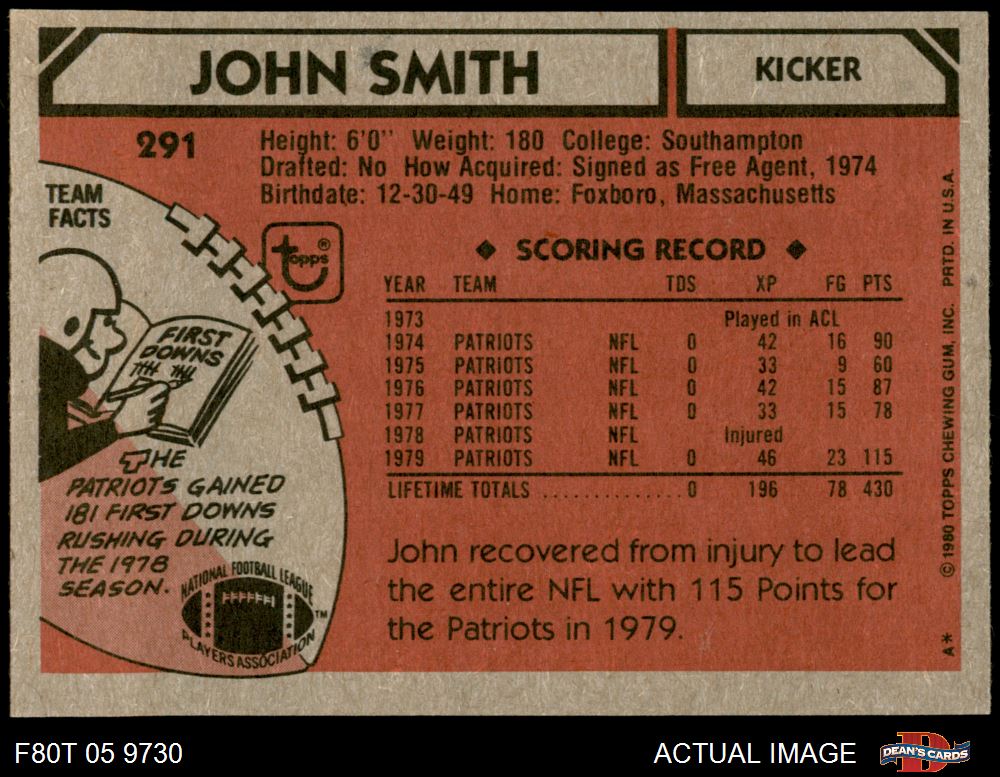 JOHN SMITH
KICKER
291
Height: 6'0" Weight: 180 College: Southampton
Drafted: No How Acquired: Signed as Free Agent, 1974
Birthdate: 12-30-49 Home: Foxboro, Massachusetts
TEAM
FACTS
topps®
FIRST
DOWNS
THE
PATRIOTS GAINED
181 FIRST DOWNS
RUSHING DURING
THE 1978
SEASON.
NATIONAL FOOTBALL LEAGUE
PLAYERS ASSOCIATION
TM
◆ SCORING RECORD ◆
YEAR TEAM TDS XP FG PTS
1973 Played in ACL
1974 PATRIOTS NFL 0 42 16 90
1975 PATRIOTS NFL 0 33 9 60
1976 PATRIOTS NFL 0 42 15 87
1977 PATRIOTS NFL 0 33 15 78
1978 PATRIOTS NFL Injured
1979 PATRIOTS NFL 0 46 23 115
LIFETIME TOTALS ..............0 196 78 430
John recovered from injury to lead
the entire NFL with 115 Points for
the Patriots in 1979.
A* © 1980 TOPPS CHEWING GUM, INC. PRTD. IN U.S.A.
F80T 05 9730
ACTUAL IMAGE
DEAN'S CARDS